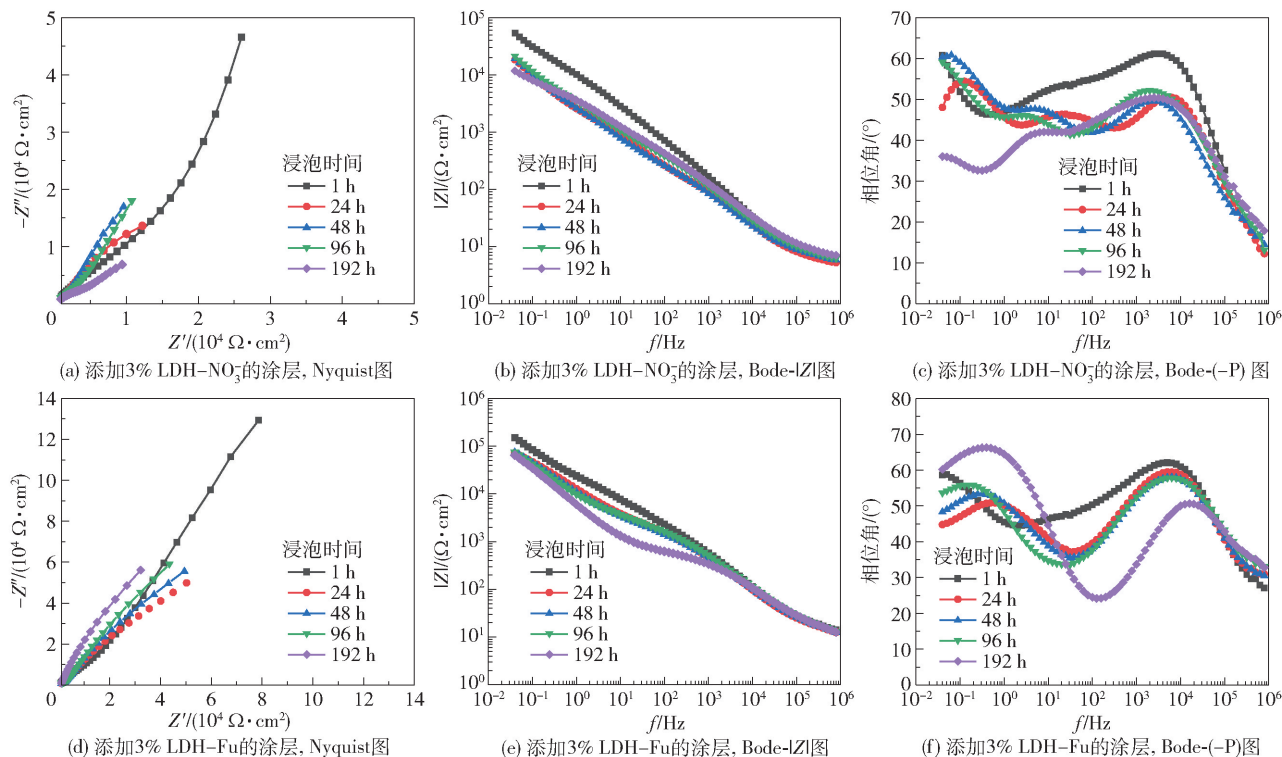 5
4
3
2
1
0
1
2
3
4
5
-Z″/(10⁴ Ω·cm²)
Z′/(10⁴ Ω·cm²)
浸泡时间
1 h
24 h
48 h
96 h
192 h
(a) 添加3% LDH-NO₃⁻的涂层, Nyquist图
10⁵
10⁴
10³
10²
10¹
10⁰
10⁻²
10⁻¹
10⁰
10¹
10²
10³
10⁴
10⁵
10⁶
|Z|/(Ω·cm²)
f/Hz
浸泡时间
1 h
24 h
48 h
96 h
192 h
(b) 添加3% LDH-NO₃⁻的涂层, Bode-|Z|图
70
60
50
40
30
20
10
0
10⁻²
10⁻¹
10⁰
10¹
10²
10³
10⁴
10⁵
10⁶
相位角/(°)
f/Hz
浸泡时间
1 h
24 h
48 h
96 h
192 h
(c) 添加3% LDH-NO₃⁻的涂层, Bode-(-P) 图
14
12
10
8
6
4
2
0
2
4
6
8
10
12
14
-Z″/(10⁴ Ω·cm²)
Z′/(10⁴ Ω·cm²)
浸泡时间
1 h
24 h
48 h
96 h
192 h
(d) 添加3% LDH-Fu的涂层, Nyquist图
10⁶
10⁵
10⁴
10³
10²
10¹
10⁰
10⁻²
10⁻¹
10⁰
10¹
10²
10³
10⁴
10⁵
10⁶
|Z|/(Ω·cm²)
f/Hz
浸泡时间
1 h
24 h
48 h
96 h
192 h
(e) 添加3% LDH-Fu的涂层, Bode-|Z|图
80
70
60
50
40
30
20
10
0
10⁻²
10⁻¹
10⁰
10¹
10²
10³
10⁴
10⁵
10⁶
相位角/(°)
f/Hz
浸泡时间
1 h
24 h
48 h
96 h
192 h
(f) 添加3% LDH-Fu的涂层, Bode-(-P)图